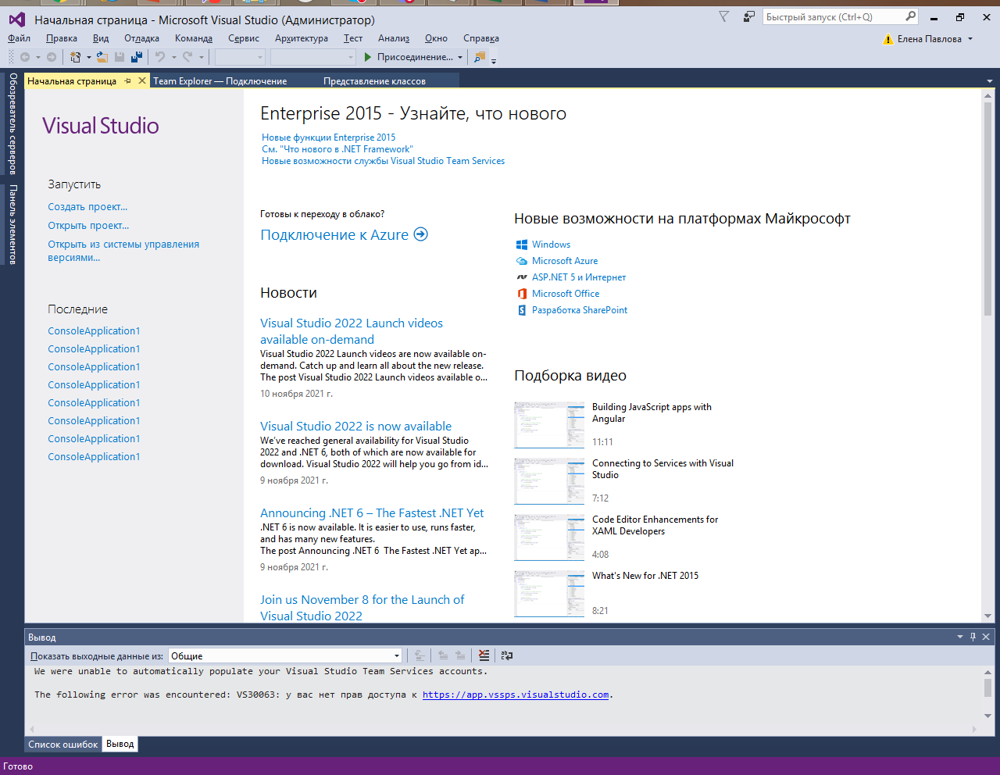 Начальная страница - Microsoft Visual Studio (Администратор)
Быстрый запуск (Ctrl+Q)
Файл Правка Вид Отладка Команда Сервис Архитектура Тест Анализ Окно Справка
Елена Павлова
Присоединение...
Обозреватель серверов
Панель элементов
Начальная страница
Team Explorer — Подключение
Представление классов
Visual Studio
Запустить
Создать проект...
Открыть проект...
Открыть из системы управления
версиями...
Последние
ConsoleApplication1
ConsoleApplication1
ConsoleApplication1
ConsoleApplication1
ConsoleApplication1
ConsoleApplication1
ConsoleApplication1
ConsoleApplication1
Enterprise 2015 - Узнайте, что нового
Новые функции Enterprise 2015
См. "Что нового в .NET Framework"
Новые возможности службы Visual Studio Team Services
Готовы к переходу в облако?
Подключение к Azure
Новости
Visual Studio 2022 Launch videos
available on-demand
Visual Studio 2022 Launch videos are now available on-
demand. Catch up and learn all about the new release.
The post Visual Studio 2022 Launch videos available o...
10 ноября 2021 г.
Visual Studio 2022 is now available
We've reached general availability for Visual Studio
2022 and .NET 6, both of which are now available for
download. Visual Studio 2022 will help you go from id...
9 ноября 2021 г.
Announcing .NET 6 – The Fastest .NET Yet
.NET 6 is now available. It is easier to use, runs faster,
and has many new features.
The post Announcing .NET 6  The Fastest .NET Yet ap...
9 ноября 2021 г.
Join us November 8 for the Launch of
Visual Studio 2022
Новые возможности на платформах Майкрософт
Windows
Microsoft Azure
ASP.NET 5 и Интернет
Microsoft Office
Разработка SharePoint
Подборка видео
Building JavaScript apps with
Angular
11:11
Connecting to Services with Visual
Studio
7:12
Code Editor Enhancements for
XAML Developers
4:08
What's New for .NET 2015
8:21
Вывод
Показать выходные данные из: Общие
We were unable to automatically populate your Visual Studio Team Services accounts.
The following error was encountered: VS30063: у вас нет прав доступа к https://app.vssps.visualstudio.com.
Список ошибок Вывод
Готово